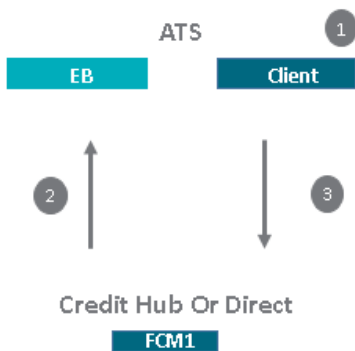 ATS
1
EB
Client
2
3
Credit Hub Or Direct
FCM1